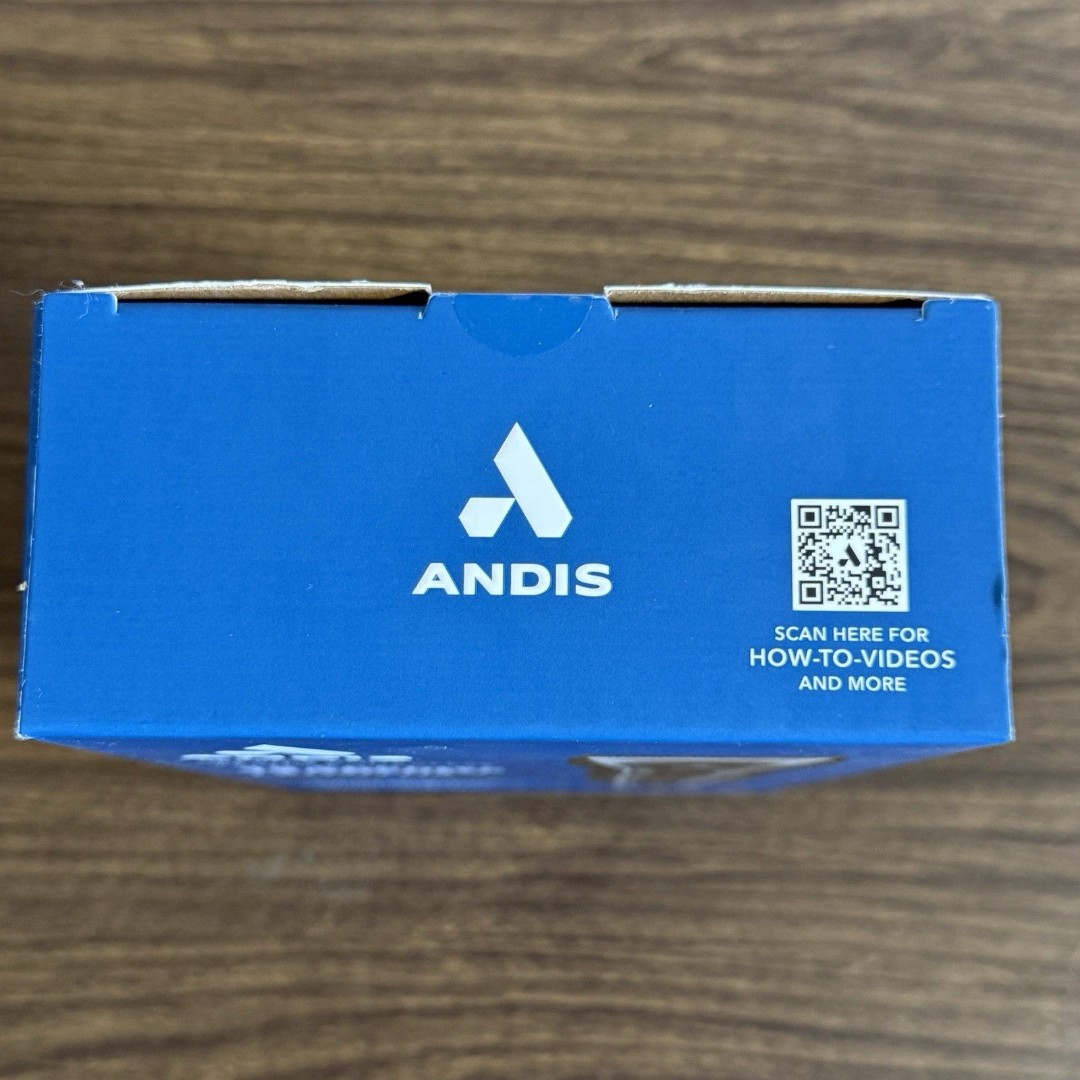 ANDIS
SCAN HERE FOR
HOW-TO-VIDEOS
AND MORE